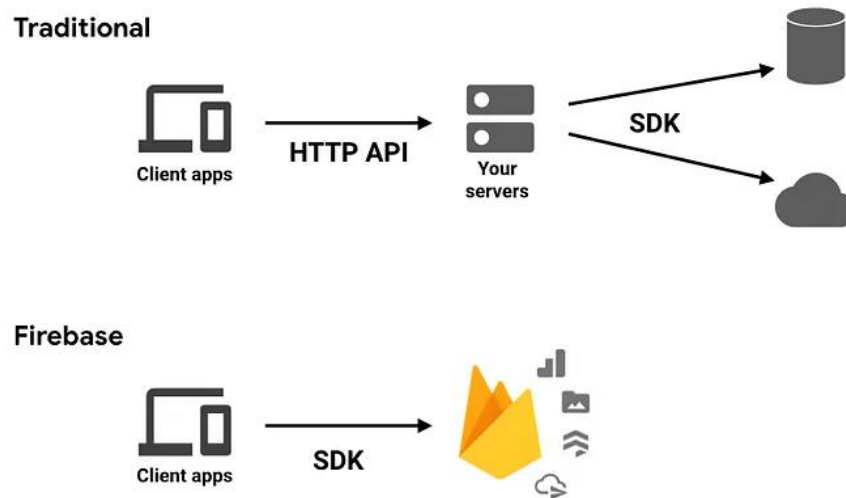 Traditional
Client apps
HTTP API
Your
servers
SDK
Firebase
Client apps
SDK